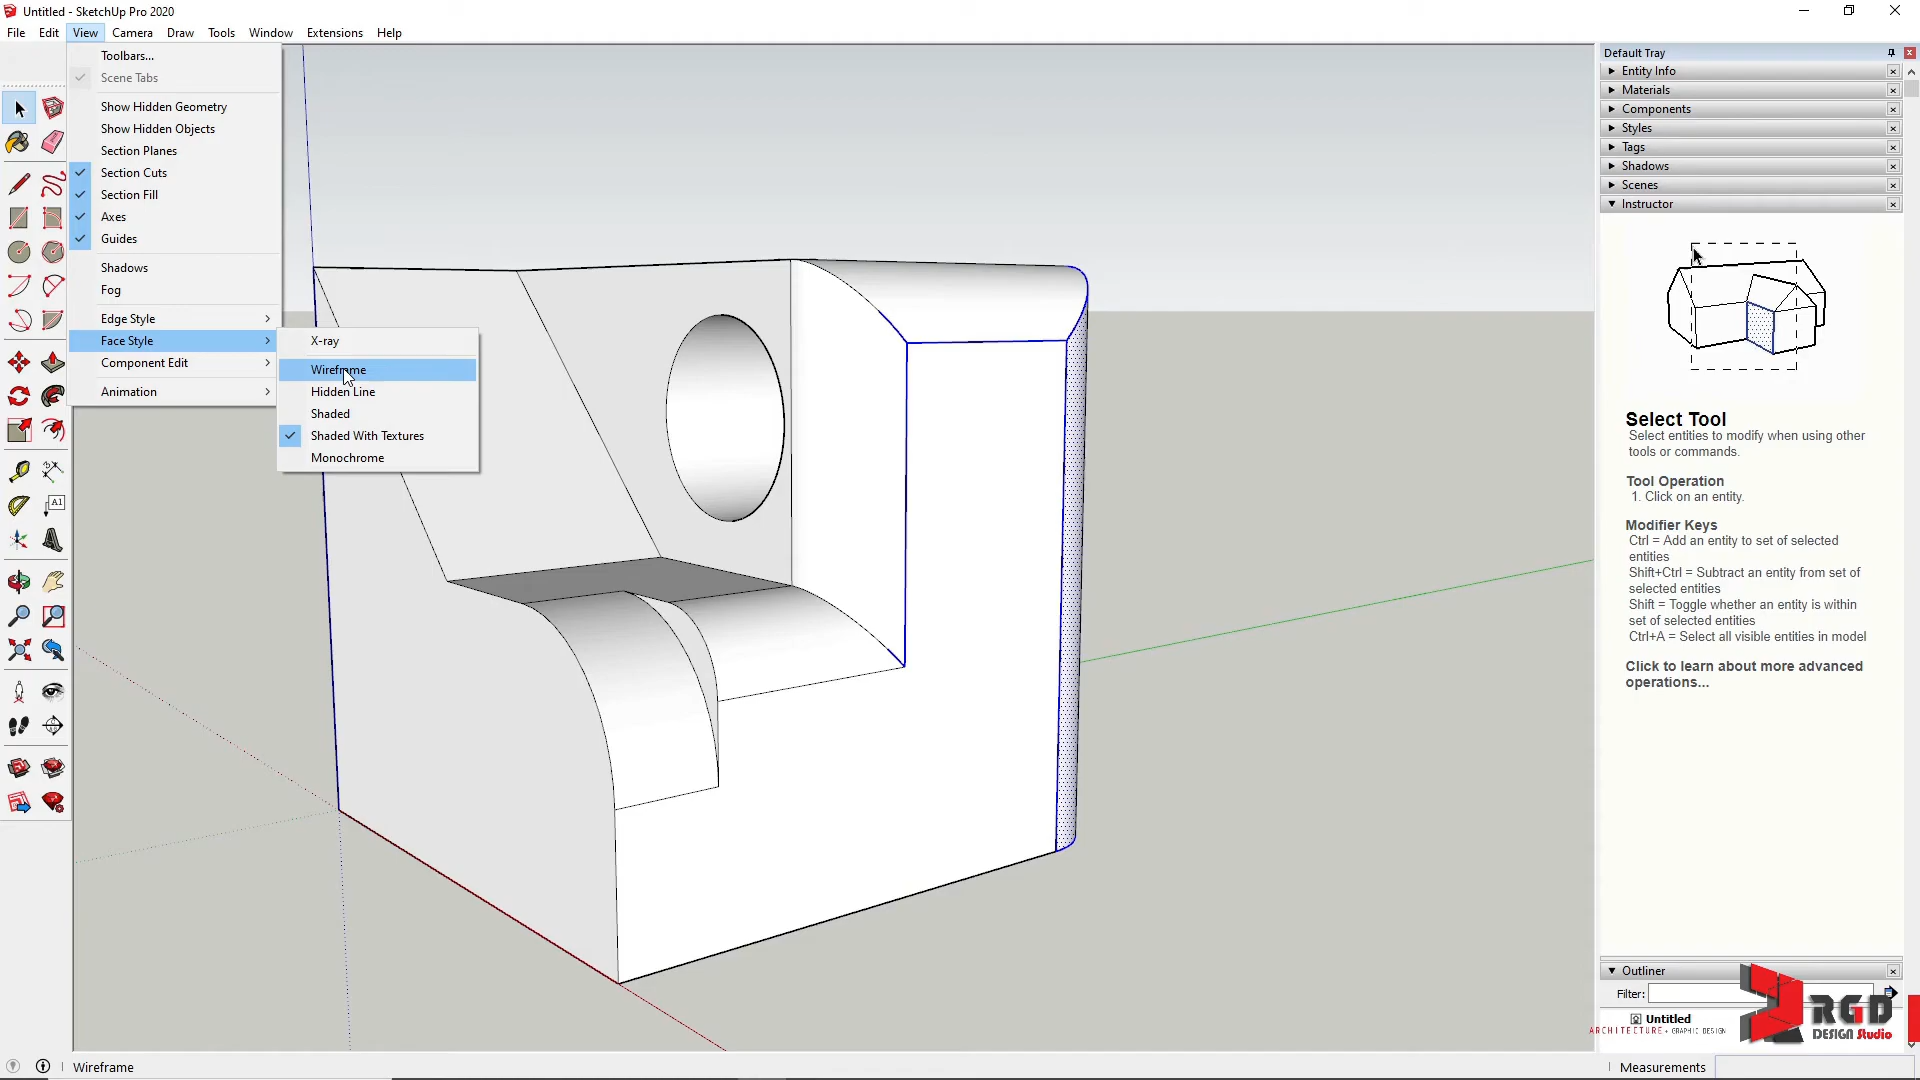 Untitled - SketchUp Pro 2020
File Edit View Camera Draw Tools Window Extensions Help
Toolbars...
Scene Tabs
Show Hidden Geometry
Show Hidden Objects
Section Planes
Section Cuts
Section Fill
Axes
Guides
Shadows
Fog
Edge Style
Face Style
Component Edit
Animation
X-ray
Wireframe
Hidden Line
Shaded
Shaded With Textures
Monochrome
A1
Default Tray
Entity Info
Materials
Components
Styles
Tags
Shadows
Scenes
Instructor
Select Tool
Select entities to modify when using other
tools or commands.
Tool Operation
1. Click on an entity.
Modifier Keys
Ctrl = Add an entity to set of selected
entities
Shift+Ctrl = Subtract an entity from set of
selected entities
Shift = Toggle whether an entity is within
set of selected entities
Ctrl+A = Select all visible entities in model
Click to learn about more advanced
operations...
Outliner
Filter:
Untitled
ARCHITECTURE + GRAPHIC DESIGN
RGD
DESIGN Studio
Wireframe
Measurements